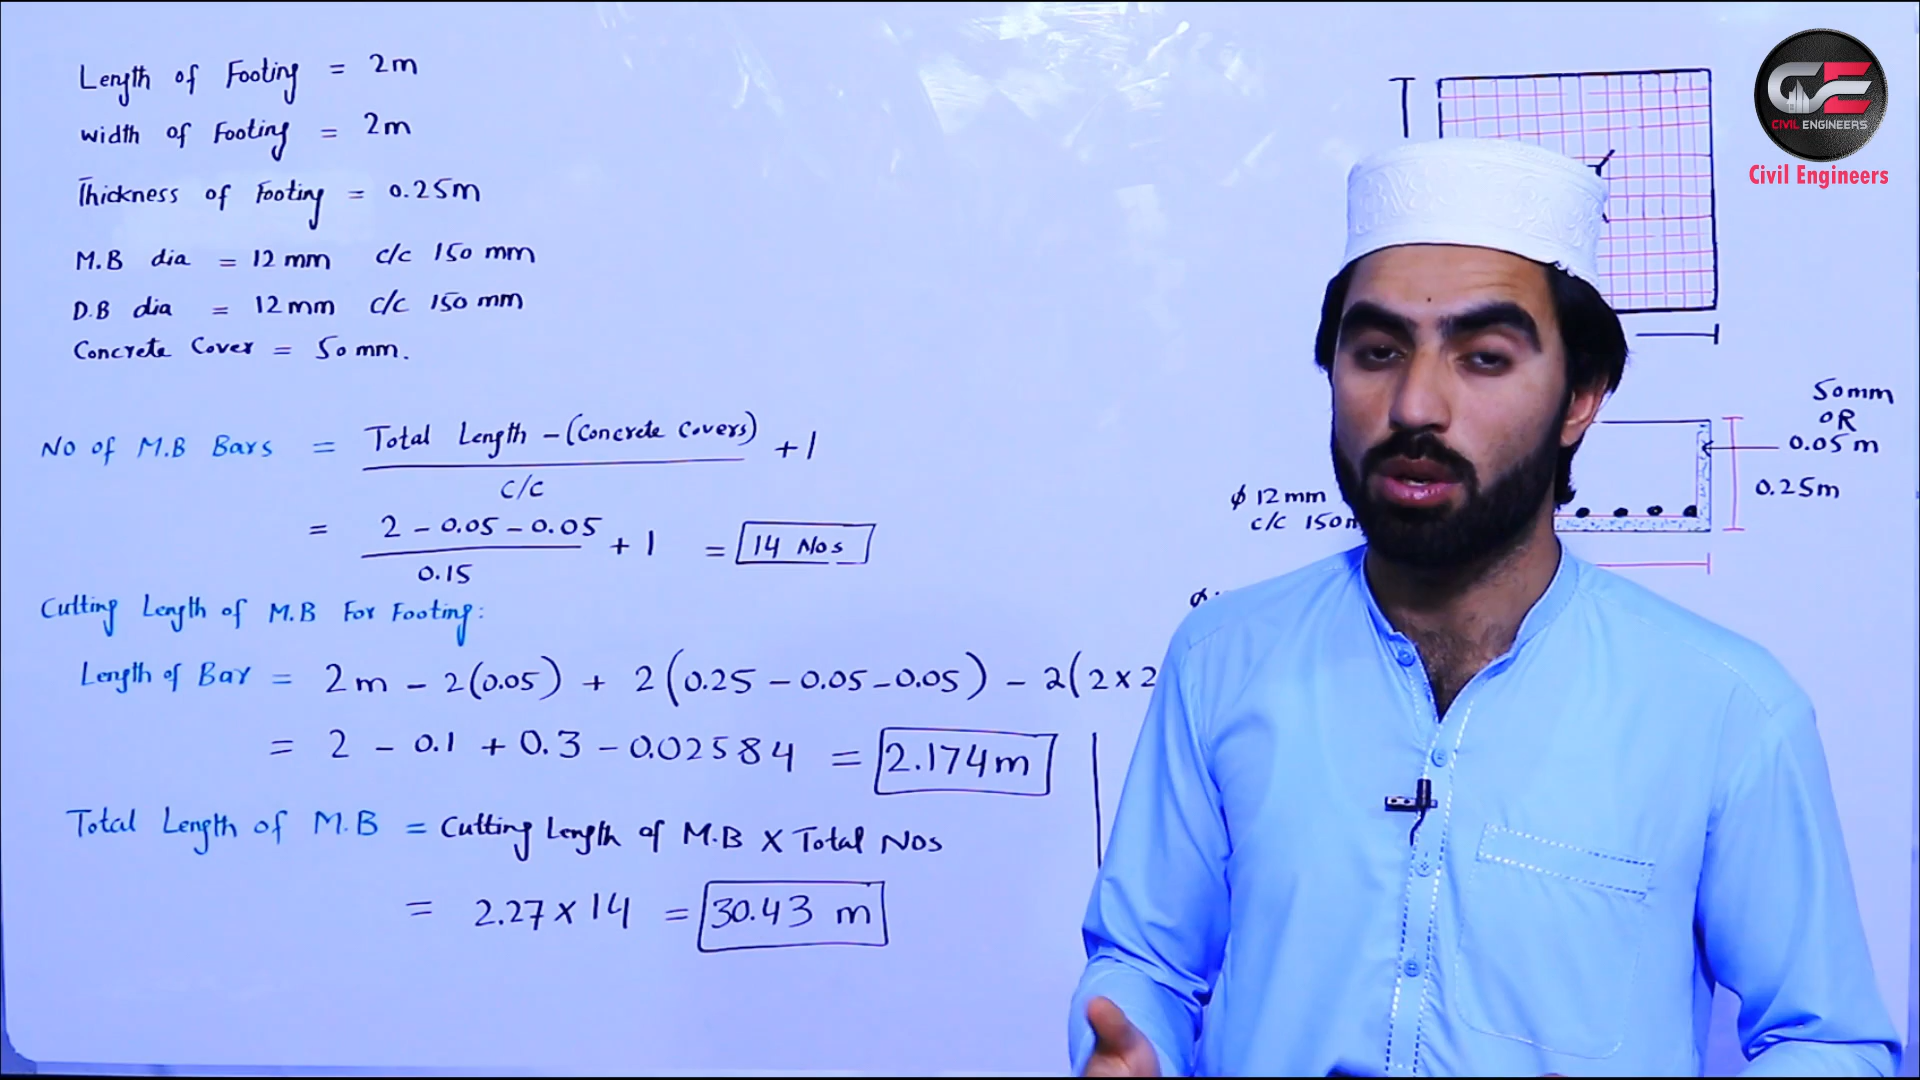 Length of Footing = 2m
width of Footing = 2m
Thickness of Footing = 0.25m
M.B dia = 12 mm c/c 150 mm
D.B dia = 12 mm c/c 150 mm
Concrete Cover = 50 mm.
No of M.B Bars = Total Length - (Concrete Covers) + 1
c/c
= 2 - 0.05 - 0.05 + 1 = 14 Nos
0.15
Cutting Length of M.B For Footing:
Length of Bar = 2m - 2(0.05) + 2(0.25 - 0.05 - 0.05) - 2(2x2
= 2 - 0.1 + 0.3 - 0.02584 = 2.174m
Total Length of M.B = Cutting Length of M.B X Total Nos
= 2.27 x 14 = 30.43 m
CE
CIVIL ENGINEERS
Civil Engineers
50mm
OR
0.05 m
0.25m
ϕ 12mm
c/c 150m